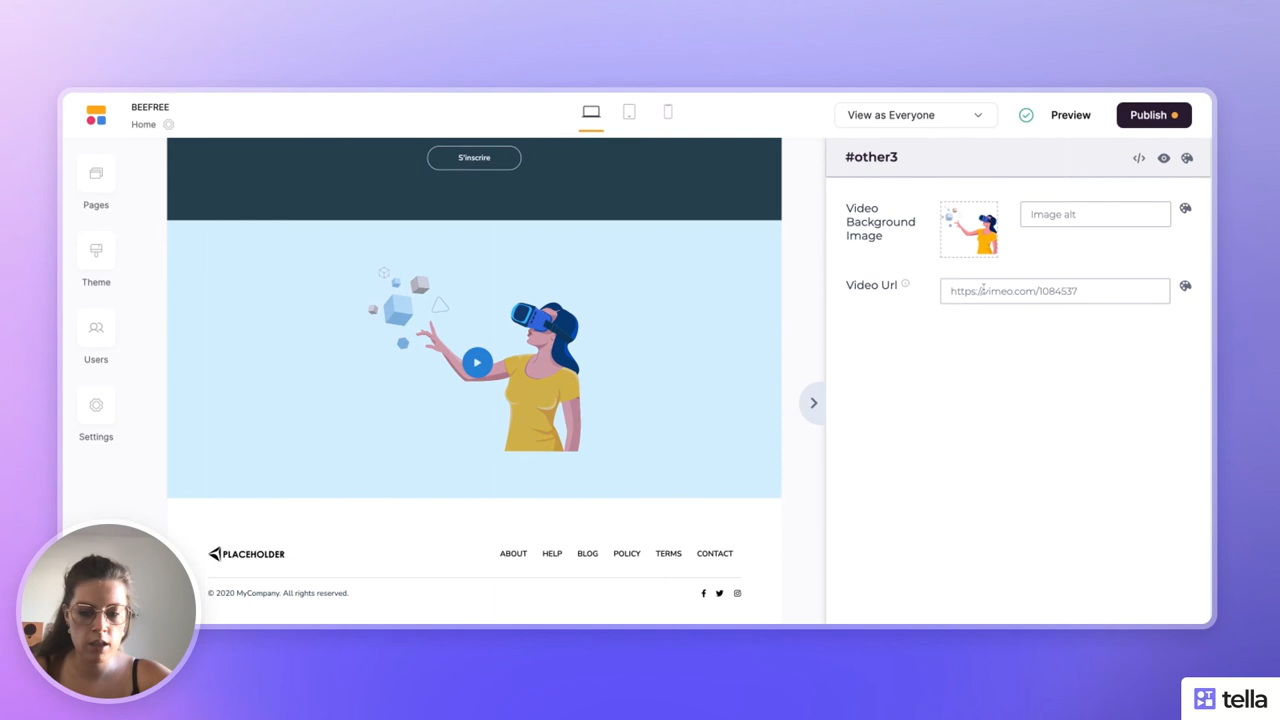 BEEFREE
Home
View as Everyone
Preview
Publish
Pages
Theme
Users
Settings
S'inscrire
PLACEHOLDER
ABOUT HELP BLOG POLICY TERMS CONTACT
© 2020 MyCompany. All rights reserved.
#other3
</>
Video
Background
Image
Image alt
Video Url
https://vimeo.com/1084537
tella